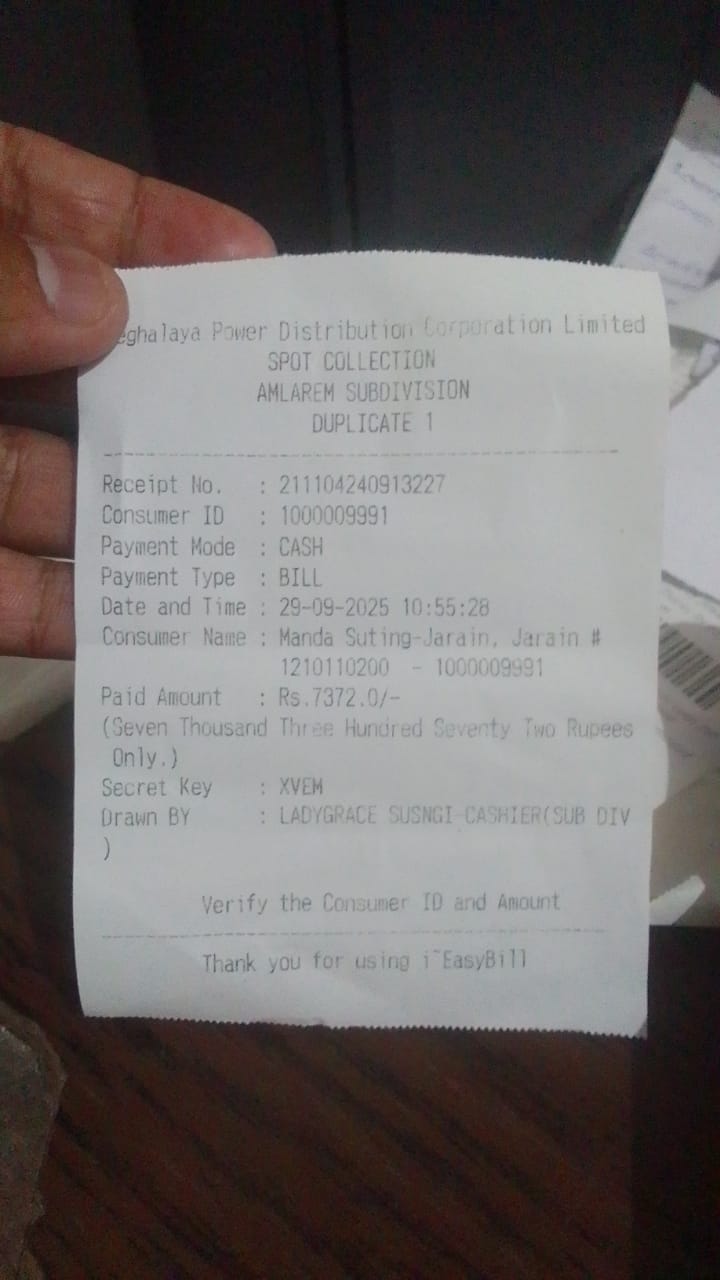 eghalaya Power Distribution Corporation Limited
SPOT COLLECTION
AMLAREM SUBDIVISION
DUPLICATE 1
Receipt No. : 211104240913227
Consumer ID : 1000009991
Payment Mode : CASH
Payment Type : BILL
Date and Time : 29-09-2025 10:55:28
Consumer Name : Manda Suting-Jarain, Jarain #
1210110200 - 1000009991
Paid Amount : Rs.7372.0/-
(Seven Thousand Three Hundred Seventy Two Rupees
Only.)
Secret Key : XVEM
Drawn BY : LADYGRACE SUSNGI-CASHIER(SUB DIV
)
Verify the Consumer ID and Amount
Thank you for using i~EasyBill